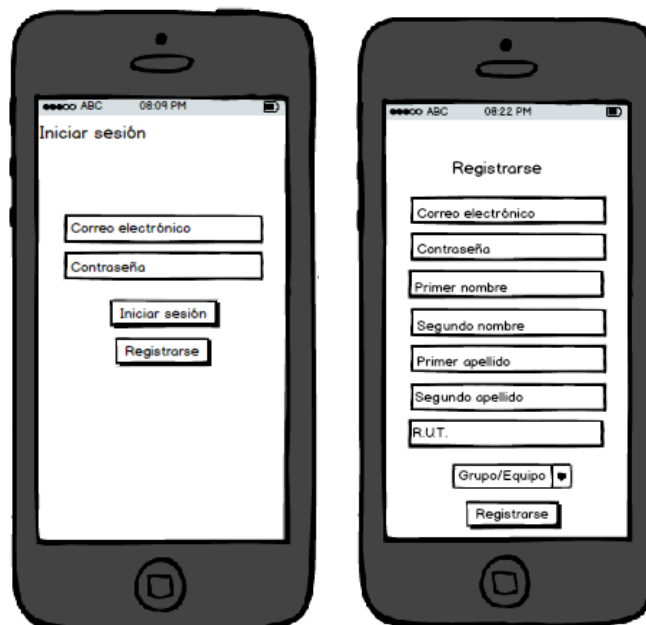 ABC 08:09 PM
Iniciar sesión
Correo electrónico
Contraseña
Iniciar sesión
Registrarse
ABC 08:22 PM
Registrarse
Correo electrónico
Contraseña
Primer nombre
Segundo nombre
Primer apellido
Segundo apellido
R.U.T.
Grupo/Equipo
Registrarse